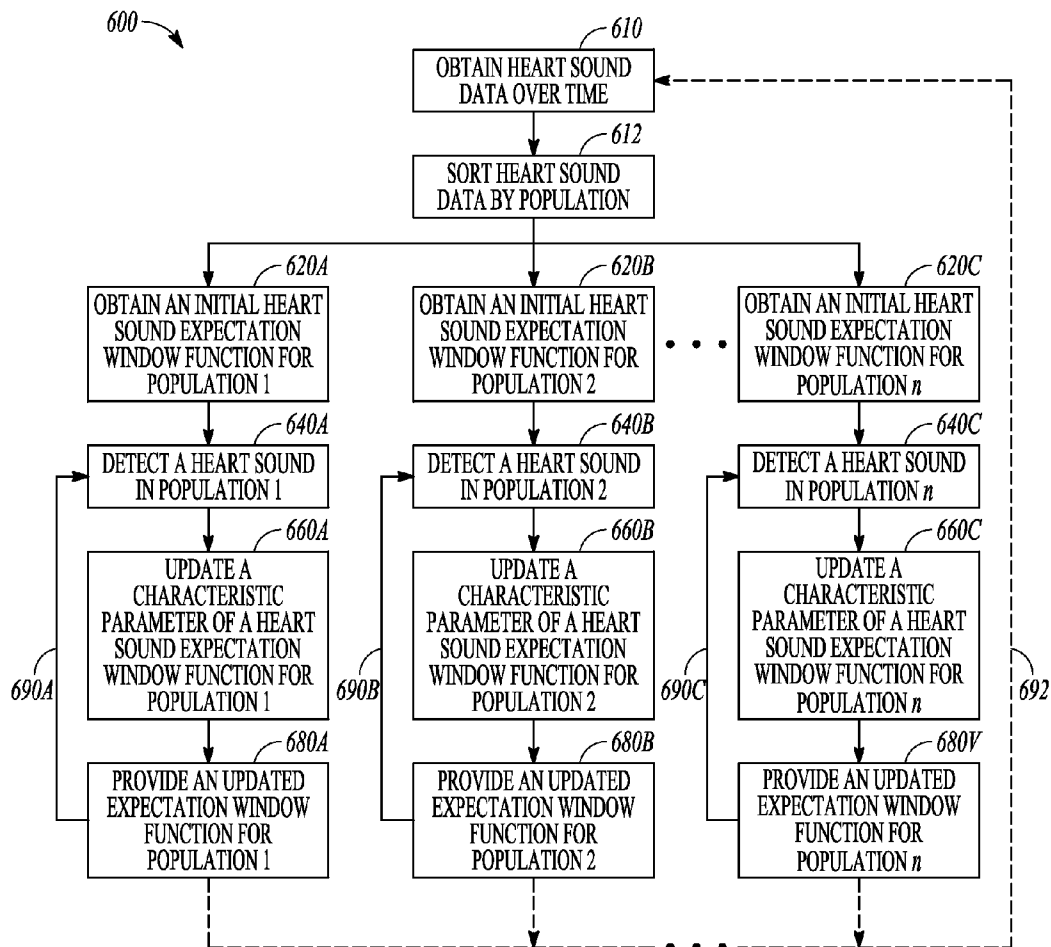 600
610
OBTAIN HEART SOUND
DATA OVER TIME
612
SORT HEART SOUND
DATA BY POPULATION
620A
OBTAIN AN INITIAL HEART
SOUND EXPECTATION
WINDOW FUNCTION FOR
POPULATION 1
620B
OBTAIN AN INITIAL HEART
SOUND EXPECTATION
WINDOW FUNCTION FOR
POPULATION 2
620C
OBTAIN AN INITIAL HEART
SOUND EXPECTATION
WINDOW FUNCTION FOR
POPULATION n
640A
DETECT A HEART SOUND
IN POPULATION 1
640B
DETECT A HEART SOUND
IN POPULATION 2
640C
DETECT A HEART SOUND
IN POPULATION n
660A
UPDATE A
CHARACTERISTIC
PARAMETER OF A HEART
SOUND EXPECTATION
WINDOW FUNCTION FOR
POPULATION 1
660B
UPDATE A
CHARACTERISTIC
PARAMETER OF A HEART
SOUND EXPECTATION
WINDOW FUNCTION FOR
POPULATION 2
660C
UPDATE A
CHARACTERISTIC
PARAMETER OF A HEART
SOUND EXPECTATION
WINDOW FUNCTION FOR
POPULATION n
690A
690B
690C
692
680A
PROVIDE AN UPDATED
EXPECTATION WINDOW
FUNCTION FOR
POPULATION 1
680B
PROVIDE AN UPDATED
EXPECTATION WINDOW
FUNCTION FOR
POPULATION 2
680V
PROVIDE AN UPDATED
EXPECTATION WINDOW
FUNCTION FOR
POPULATION n